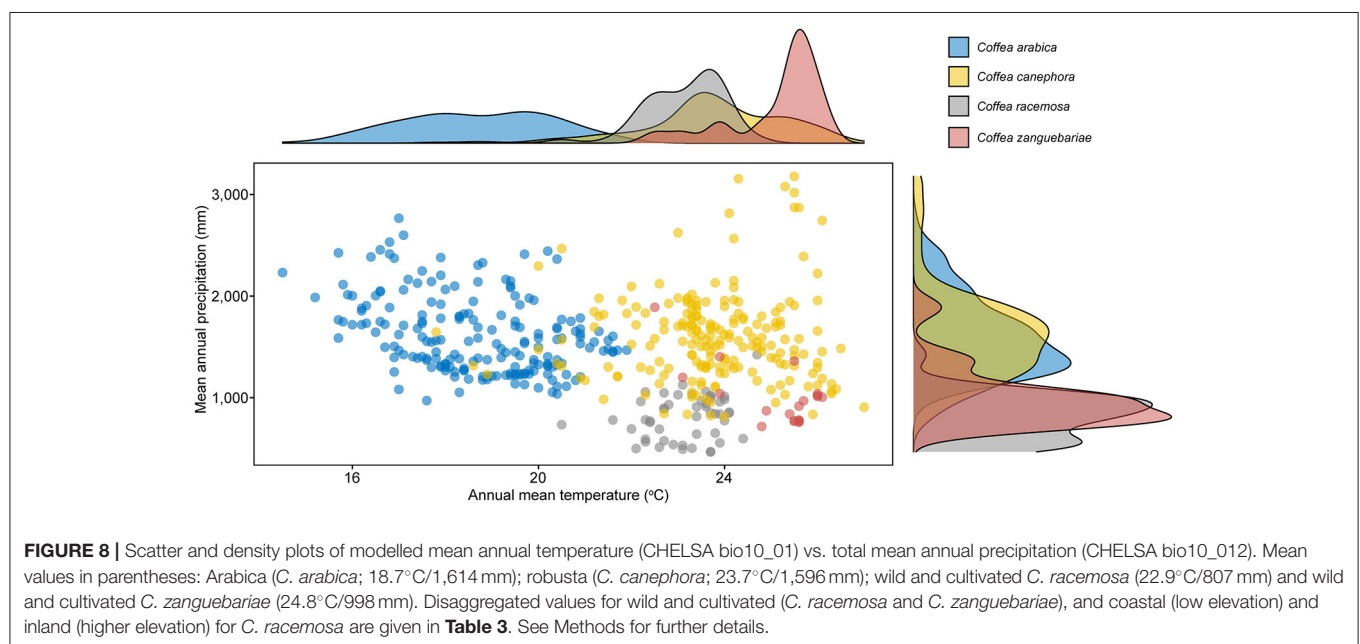 Coffea arabica
Coffea canephora
Coffea racemosa
Coffea zanguebariae
Mean annual precipitation (mm)
3,000
2,000
1,000
16
20
24
Annual mean temperature (ºC)
FIGURE 8 | Scatter and density plots of modelled mean annual temperature (CHELSA bio10_01) vs. total mean annual precipitation (CHELSA bio10_012). Mean
values in parentheses: Arabica (C. arabica; 18.7°C/1,614 mm); robusta (C. canephora; 23.7°C/1,596 mm); wild and cultivated C. racemosa (22.9°C/807 mm) and wild
and cultivated C. zanguebariae (24.8°C/998 mm). Disaggregated values for wild and cultivated (C. racemosa and C. zanguebariae), and coastal (low elevation) and
inland (higher elevation) for C. racemosa are given in Table 3. See Methods for further details.